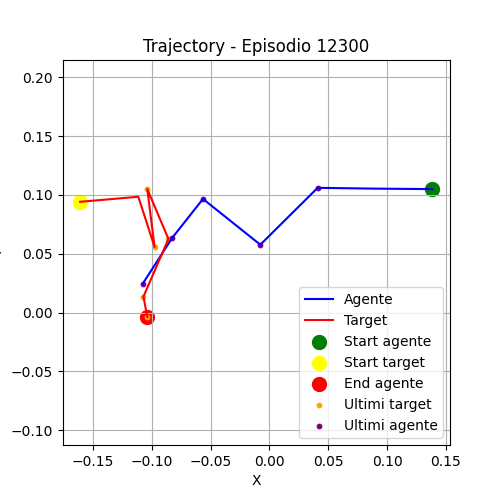 Trajectory - Episodio 12300
0.20
0.15
0.10
0.05
0.00
−0.05
−0.10
−0.15
−0.10
−0.05
0.00
0.05
0.10
0.15
X
Agente
Target
Start agente
Start target
End agente
Ultimi target
Ultimi agente